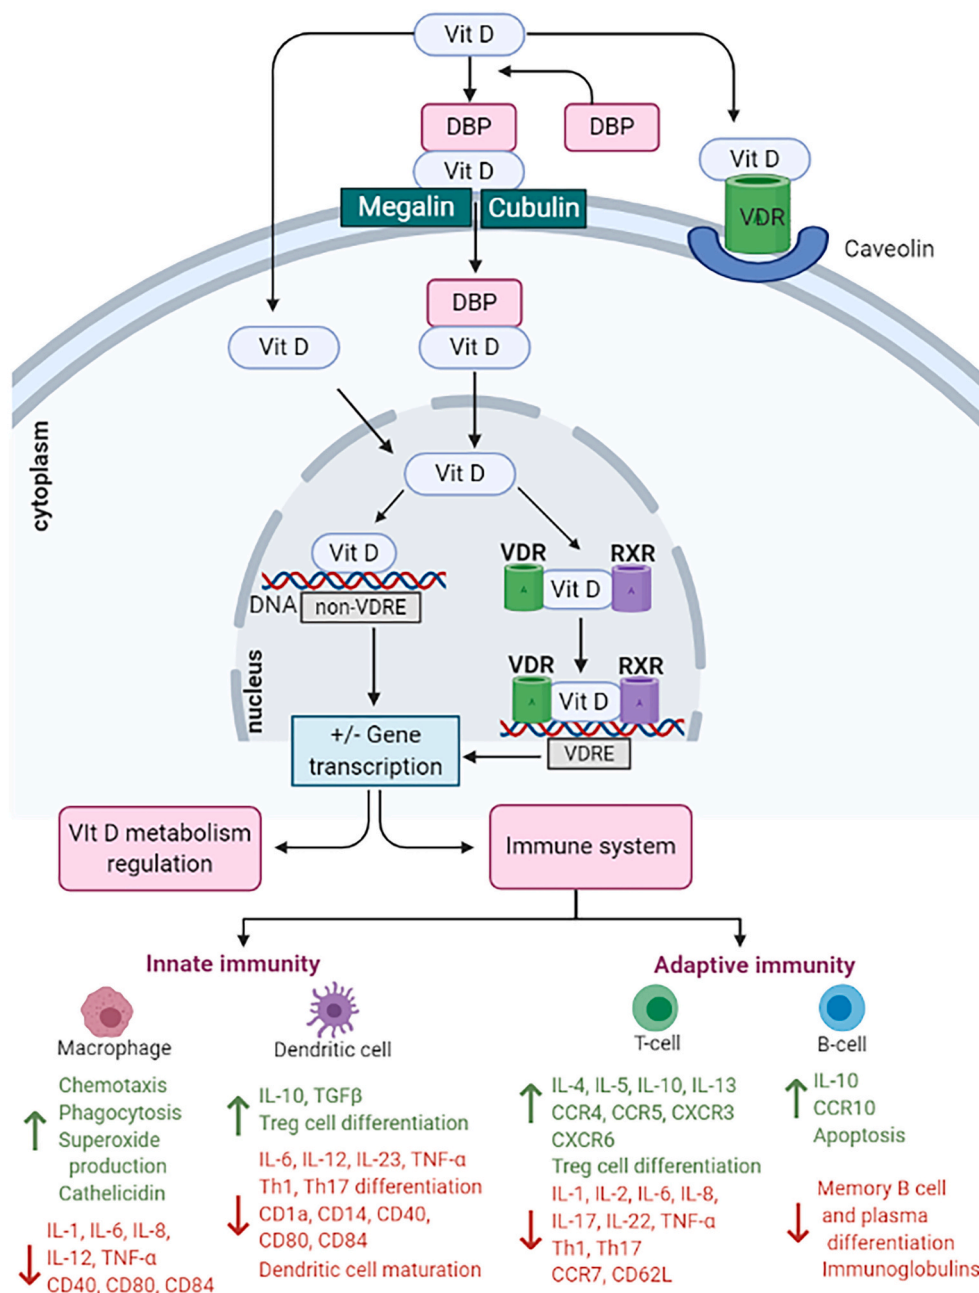 Vit D
DBP
DBP
Vit D
Megalin
Cubulin
Vit D
VDR
Caveolin
DBP
Vit D
Vit D
cytoplasm
Vit D
Vit D
DNA
non-VDRE
VDR
RXR
Vit D
A
A
VDR
RXR
Vit D
A
A
VDRE
nucleus
+/- Gene
transcription
VIt D metabolism
regulation
Immune system
Innate immunity
Adaptive immunity
Macrophage
Chemotaxis
Phagocytosis
Superoxide
production
Cathelicidin
IL-1, IL-6, IL-8,
IL-12, TNF-α
CD40, CD80, CD84
Dendritic cell
IL-10, TGFβ
Treg cell differentiation
IL-6, IL-12, IL-23, TNF-α
Th1, Th17 differentiation
CD1a, CD14, CD40,
CD80, CD84
Dendritic cell maturation
T-cell
IL-4, IL-5, IL-10, IL-13
CCR4, CCR5, CXCR3
CXCR6
Treg cell differentiation
IL-1, IL-2, IL-6, IL-8,
IL-17, IL-22, TNF-α
Th1, Th17
CCR7, CD62L
B-cell
IL-10
CCR10
Apoptosis
Memory B cell
and plasma
differentiation
Immunoglobulins